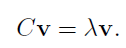 Cv = λv.